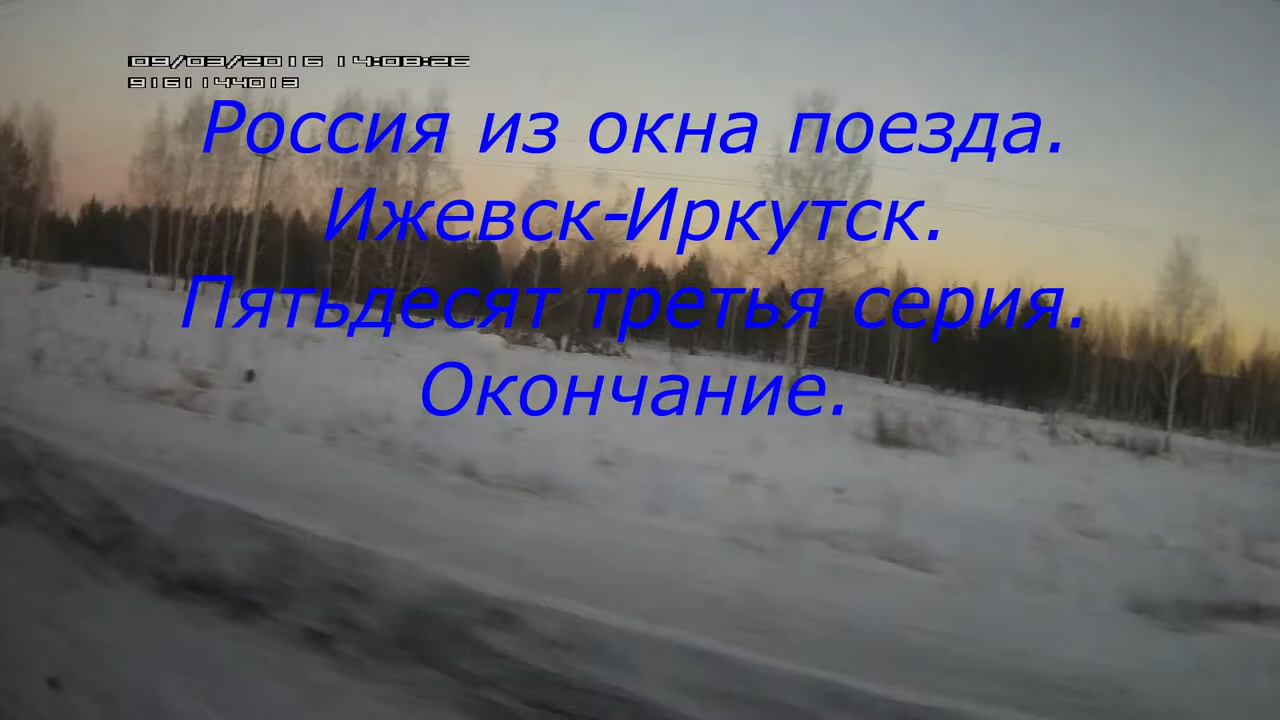 09/03/2016 14:08:26
9161144013
Россия из окна поезда.
Ижевск-Иркутск.
Пятьдесят третья серия.
Окончание.